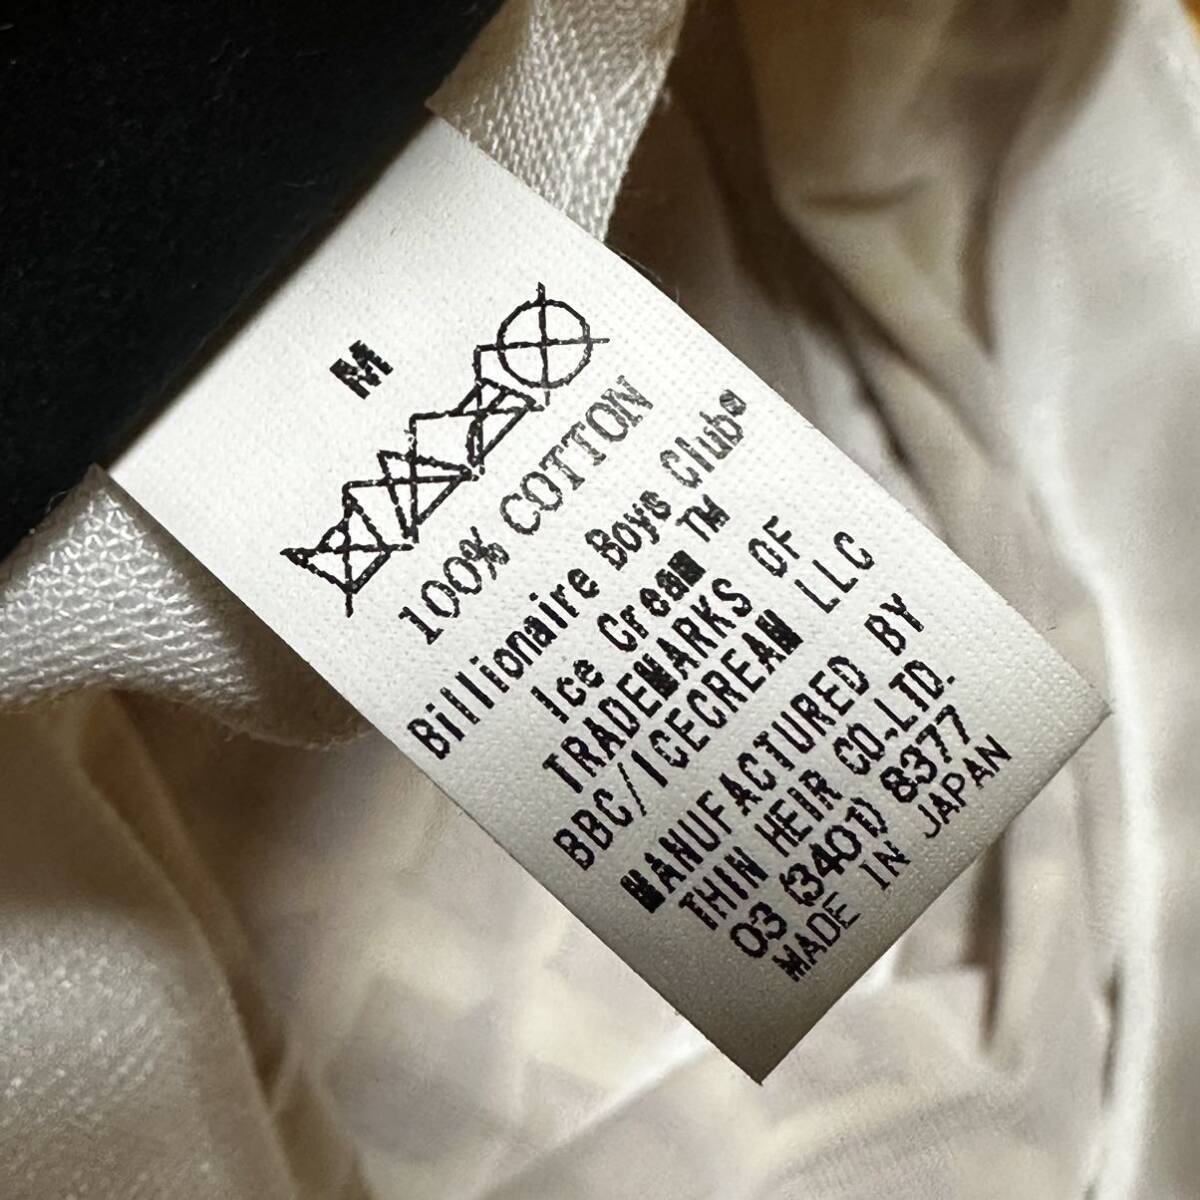 M
100% COTTON
Billionaire Boys Club®
Ice Cream TM
TRADEMARKS OF
BBC/ICECREAM LLC
MANUFACTURED BY
THIN HEIR CO.,LTD.
03 (3401) 8377
MADE IN JAPAN